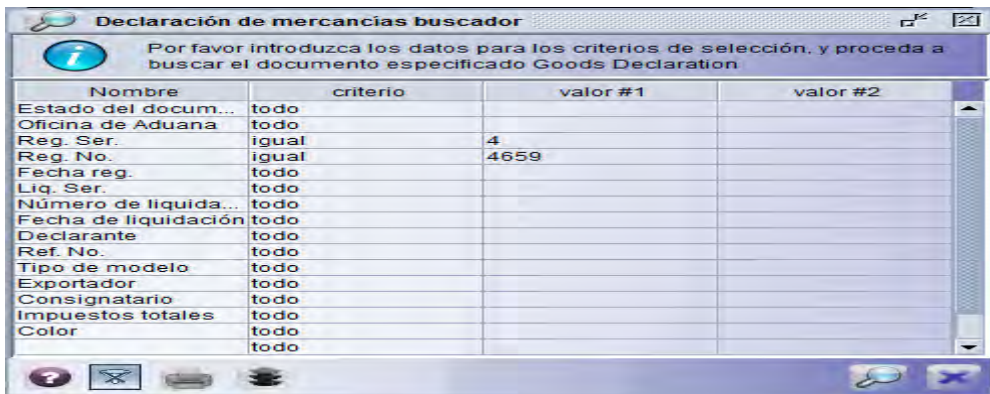 Declaración de mercancías buscador
Por favor introduzca los datos para los criterios de selección, y proceda a
buscar el documento especificado Goods Declaration
Nombre criterio valor #1 valor #2
Estado del docum... todo
Oficina de Aduana todo
Reg. Ser. igual 4
Reg. No. igual 4659
Fecha reg. todo
Liq. Ser. todo
Número de liquida... todo
Fecha de liquidación todo
Declarante todo
Ref. No. todo
Tipo de modelo todo
Exportador todo
Consignatario todo
Impuestos totales todo
Color todo
todo